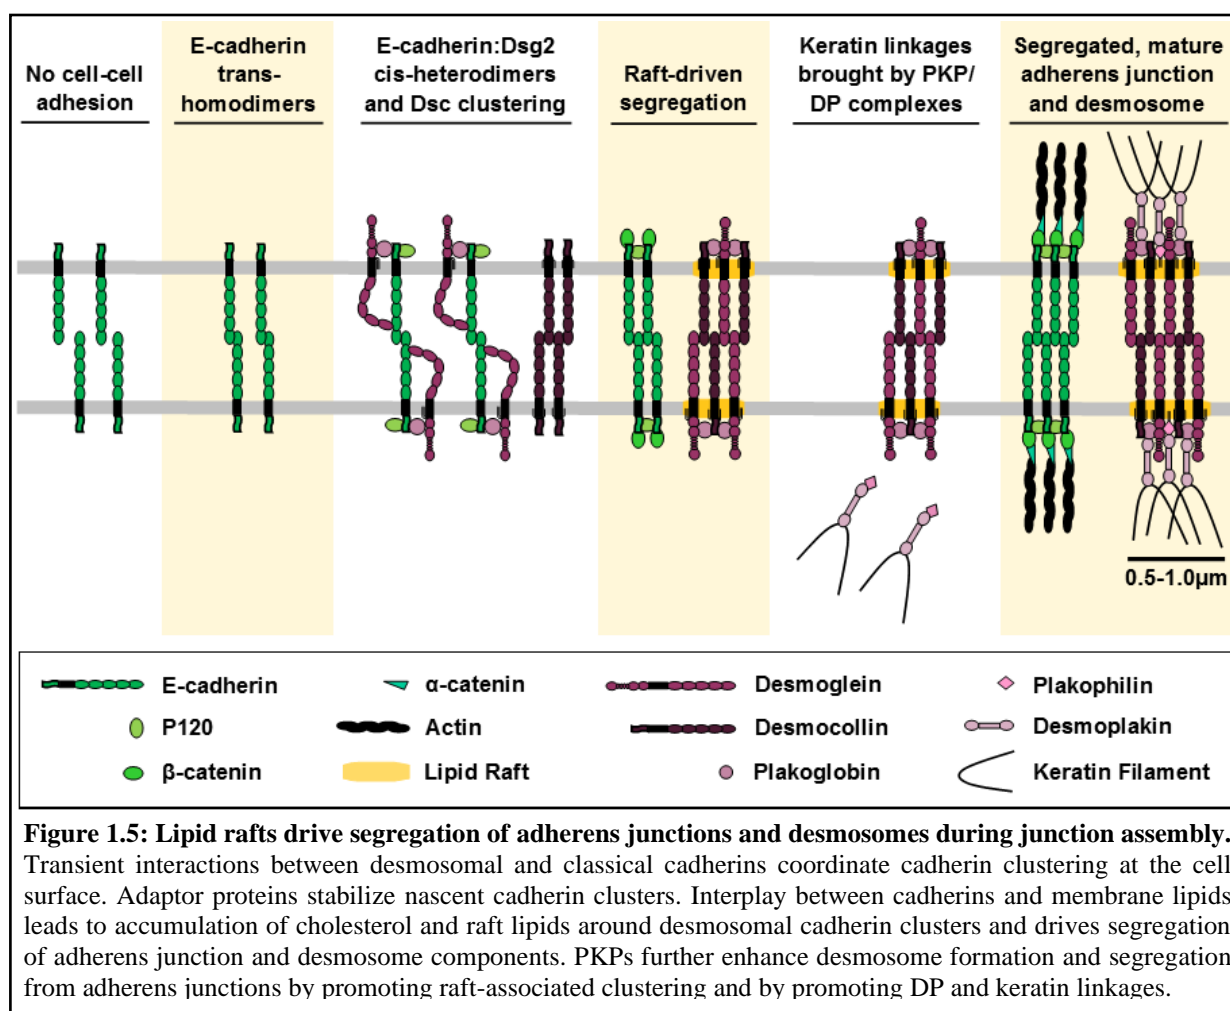 No cell-cell
adhesion
E-cadherin
trans-
homodimers
E-cadherin:Dsg2
cis-heterodimers
and Dsc clustering
Raft-driven
segregation
Keratin linkages
brought by PKP/
DP complexes
Segregated, mature
adherens junction
and desmosome
0.5-1.0µm
E-cadherin
α-catenin
Desmoglein
Plakophilin
P120
Actin
Desmocollin
Desmoplakin
β-catenin
Lipid Raft
Plakoglobin
Keratin Filament
Figure 1.5: Lipid rafts drive segregation of adherens junctions and desmosomes during junction assembly.
Transient interactions between desmosomal and classical cadherins coordinate cadherin clustering at the cell
surface. Adaptor proteins stabilize nascent cadherin clusters. Interplay between cadherins and membrane lipids
leads to accumulation of cholesterol and raft lipids around desmosomal cadherin clusters and drives segregation
of adherens junction and desmosome components. PKPs further enhance desmosome formation and segregation
from adherens junctions by promoting raft-associated clustering and by promoting DP and keratin linkages.